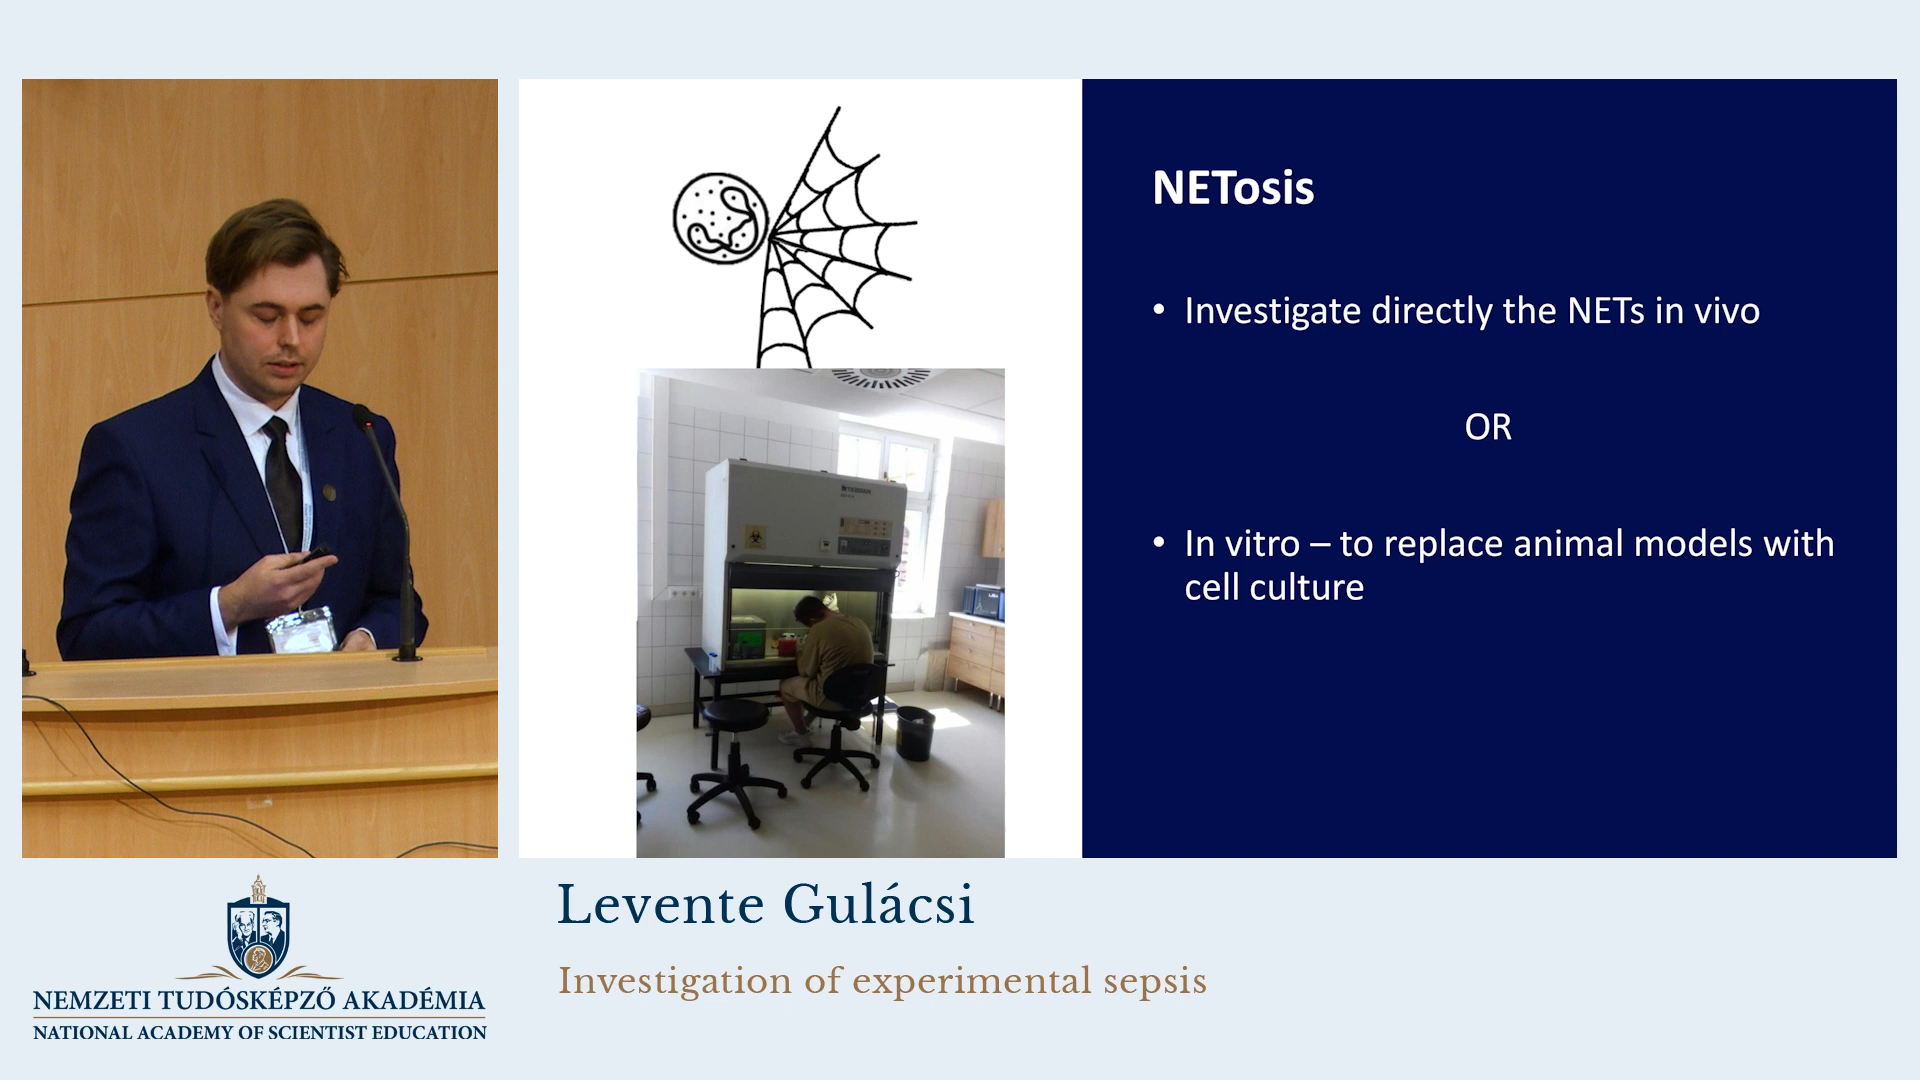 NETosis
• Investigate directly the NETs in vivo
OR
• In vitro – to replace animal models with
cell culture
Levente Gulácsi
Investigation of experimental sepsis
NEMZETI TUDÓSKÉPZŐ AKADÉMIA
NATIONAL ACADEMY OF SCIENTIST EDUCATION